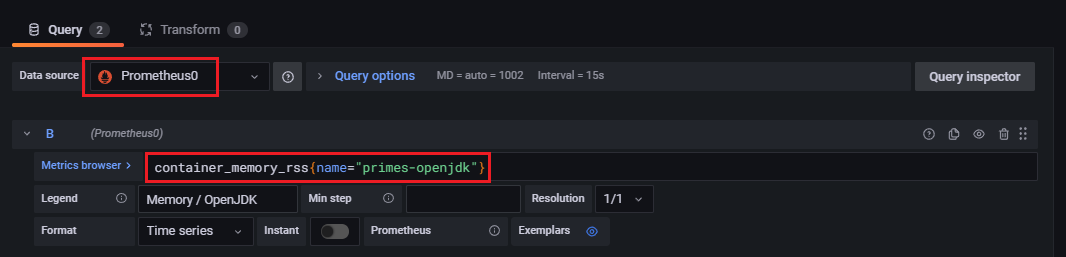 Query 2 Transform 0
Data source Prometheus0 Query options MD = auto = 1002 Interval = 15s Query inspector
B (Prometheus0)
Metrics browser > container_memory_rss{name="primes-openjdk"}
Legend Memory / OpenJDK Min step Resolution 1/1
Format Time series Instant Prometheus Exemplars